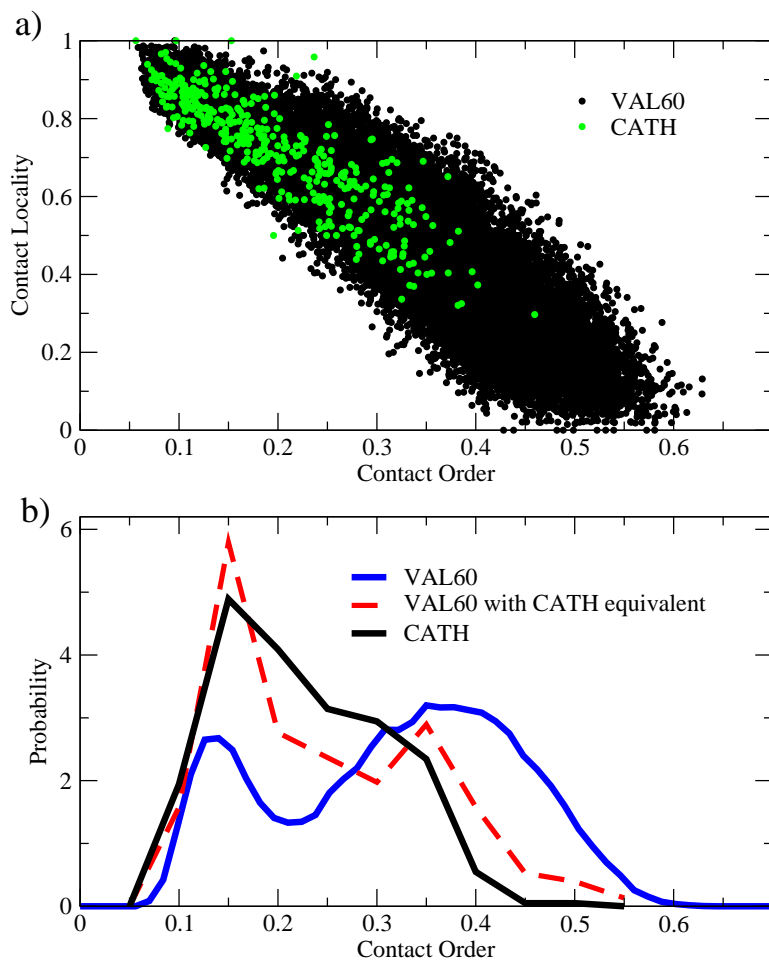 a)
1
0.8
0.6
0.4
0.2
0
Contact Locality
VAL60
CATH
0 0.1 0.2 0.3 0.4 0.5 0.6
Contact Order
b)
6
4
2
0
Probability
VAL60
VAL60 with CATH equivalent
CATH
0 0.1 0.2 0.3 0.4 0.5 0.6
Contact Order